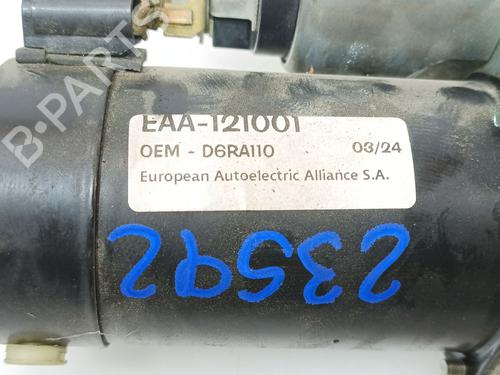 EAA-121001
OEM - D6RA110 03/24
European Autoelectric Alliance S.A.
23592
B-PARTS